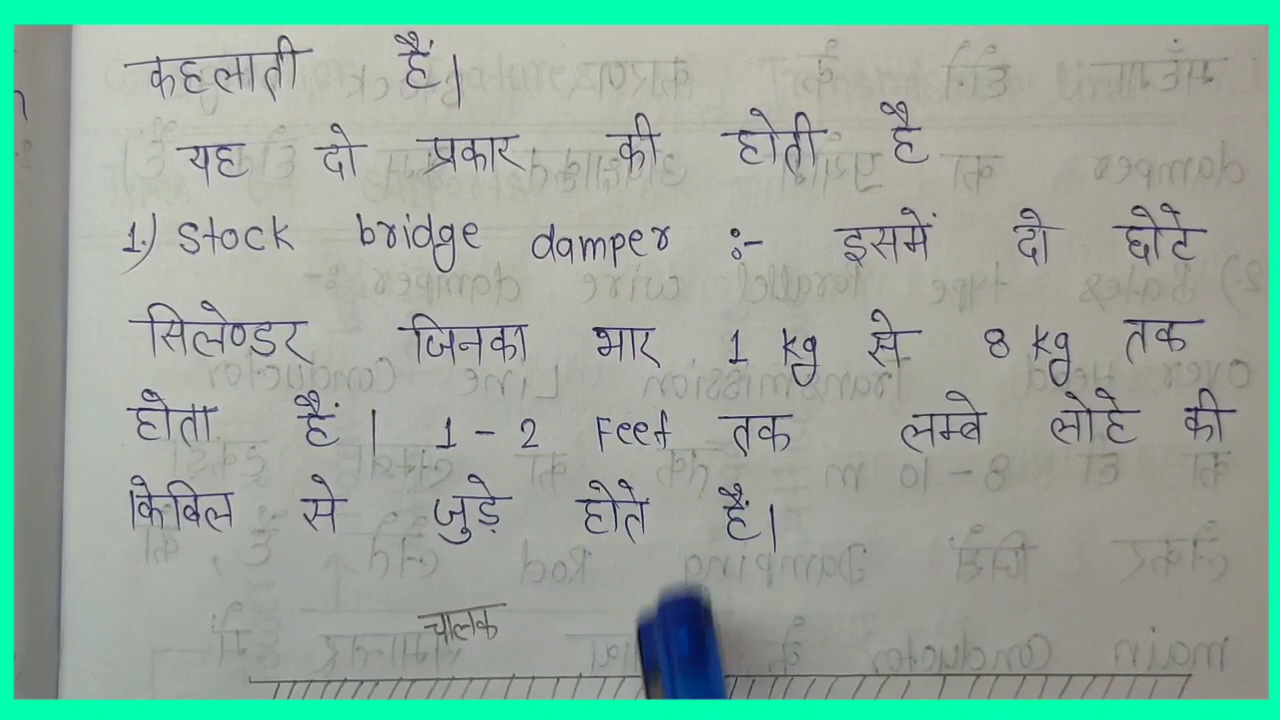 कहलाती हैं।
यह दो प्रकार की होती है
1.) Stock bridge damper :- इसमें दो छोटे
सिलेण्डर जिनका भार 1 kg से 8 kg तक
होता हैं। 1-2 Feet तक लम्बे लोहे की
केबिल से जुड़े होते हैं।
चालक